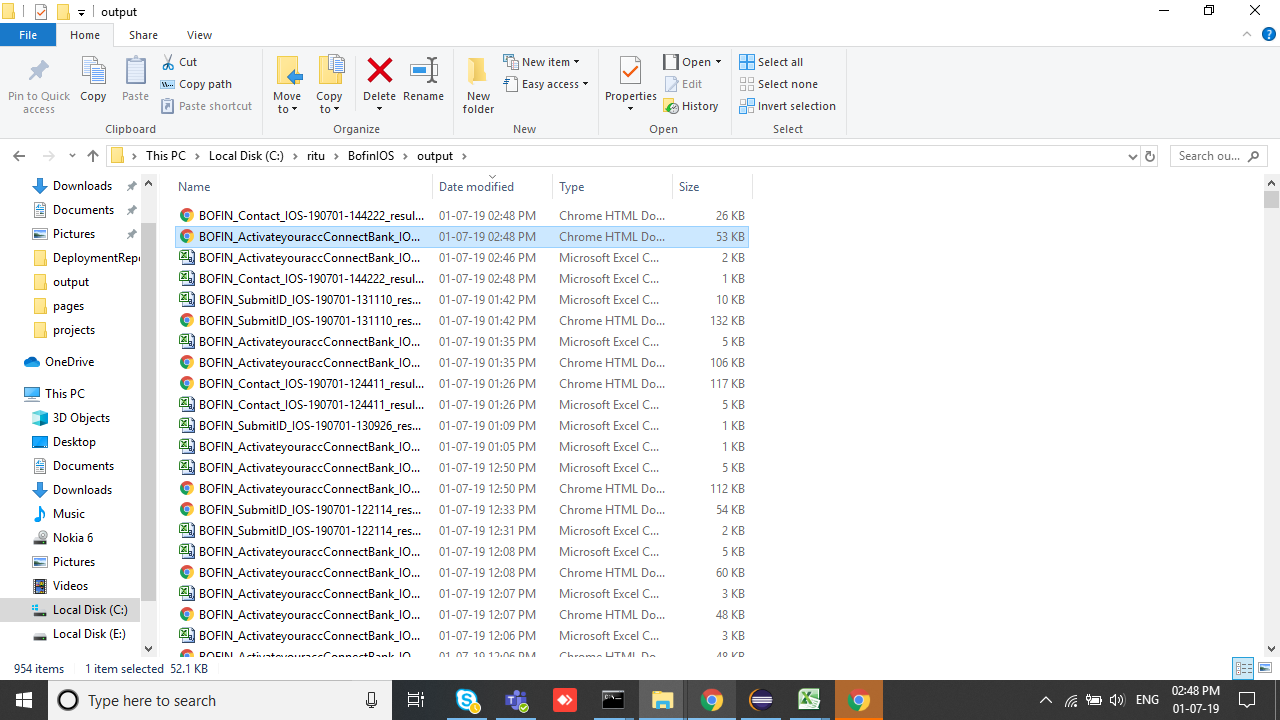 output
File Home Share View
Pin to Quick access
Copy
Paste
Cut
Copy path
Paste shortcut
Clipboard
Move to
Copy to
Delete
Rename
Organize
New folder
New item
Easy access
New
Properties
Open
Edit
History
Open
Select all
Select none
Invert selection
Select
This PC Local Disk (C:) ritu BofinIOS output
Search ou...
Downloads
Documents
Pictures
DeploymentRepo
output
pages
projects
OneDrive
This PC
3D Objects
Desktop
Documents
Downloads
Music
Nokia 6
Pictures
Videos
Local Disk (C:)
Local Disk (E:)
Name Date modified Type Size
BOFIN_Contact_IOS-190701-144222_resul... 01-07-19 02:48 PM Chrome HTML Do... 26 KB
BOFIN_ActivateyouraccConnectBank_IO... 01-07-19 02:48 PM Chrome HTML Do... 53 KB
BOFIN_ActivateyouraccConnectBank_IO... 01-07-19 02:46 PM Microsoft Excel C... 2 KB
BOFIN_Contact_IOS-190701-144222_resul... 01-07-19 02:48 PM Microsoft Excel C... 1 KB
BOFIN_SubmitID_IOS-190701-131110_res... 01-07-19 01:42 PM Microsoft Excel C... 10 KB
BOFIN_SubmitID_IOS-190701-131110_res... 01-07-19 01:42 PM Chrome HTML Do... 132 KB
BOFIN_ActivateyouraccConnectBank_IO... 01-07-19 01:35 PM Microsoft Excel C... 5 KB
BOFIN_ActivateyouraccConnectBank_IO... 01-07-19 01:35 PM Chrome HTML Do... 106 KB
BOFIN_Contact_IOS-190701-124411_resul... 01-07-19 01:26 PM Chrome HTML Do... 117 KB
BOFIN_Contact_IOS-190701-124411_resul... 01-07-19 01:26 PM Microsoft Excel C... 5 KB
BOFIN_SubmitID_IOS-190701-130926_res... 01-07-19 01:09 PM Microsoft Excel C... 1 KB
BOFIN_ActivateyouraccConnectBank_IO... 01-07-19 01:05 PM Microsoft Excel C... 1 KB
BOFIN_ActivateyouraccConnectBank_IO... 01-07-19 12:50 PM Microsoft Excel C... 5 KB
BOFIN_ActivateyouraccConnectBank_IO... 01-07-19 12:50 PM Chrome HTML Do... 112 KB
BOFIN_SubmitID_IOS-190701-122114_res... 01-07-19 12:33 PM Chrome HTML Do... 54 KB
BOFIN_SubmitID_IOS-190701-122114_res... 01-07-19 12:31 PM Microsoft Excel C... 2 KB
BOFIN_ActivateyouraccConnectBank_IO... 01-07-19 12:08 PM Microsoft Excel C... 5 KB
BOFIN_ActivateyouraccConnectBank_IO... 01-07-19 12:08 PM Chrome HTML Do... 60 KB
BOFIN_ActivateyouraccConnectBank_IO... 01-07-19 12:07 PM Microsoft Excel C... 3 KB
BOFIN_ActivateyouraccConnectBank_IO... 01-07-19 12:07 PM Chrome HTML Do... 48 KB
BOFIN_ActivateyouraccConnectBank_IO... 01-07-19 12:06 PM Microsoft Excel C... 3 KB
BOFIN_ActivateyouraccConnectBank_IO... 01-07-19 12:06 PM Chrome HTML Do... 48 KB
954 items 1 item selected 52.1 KB
Type here to search
ENG
02:48 PM
01-07-19